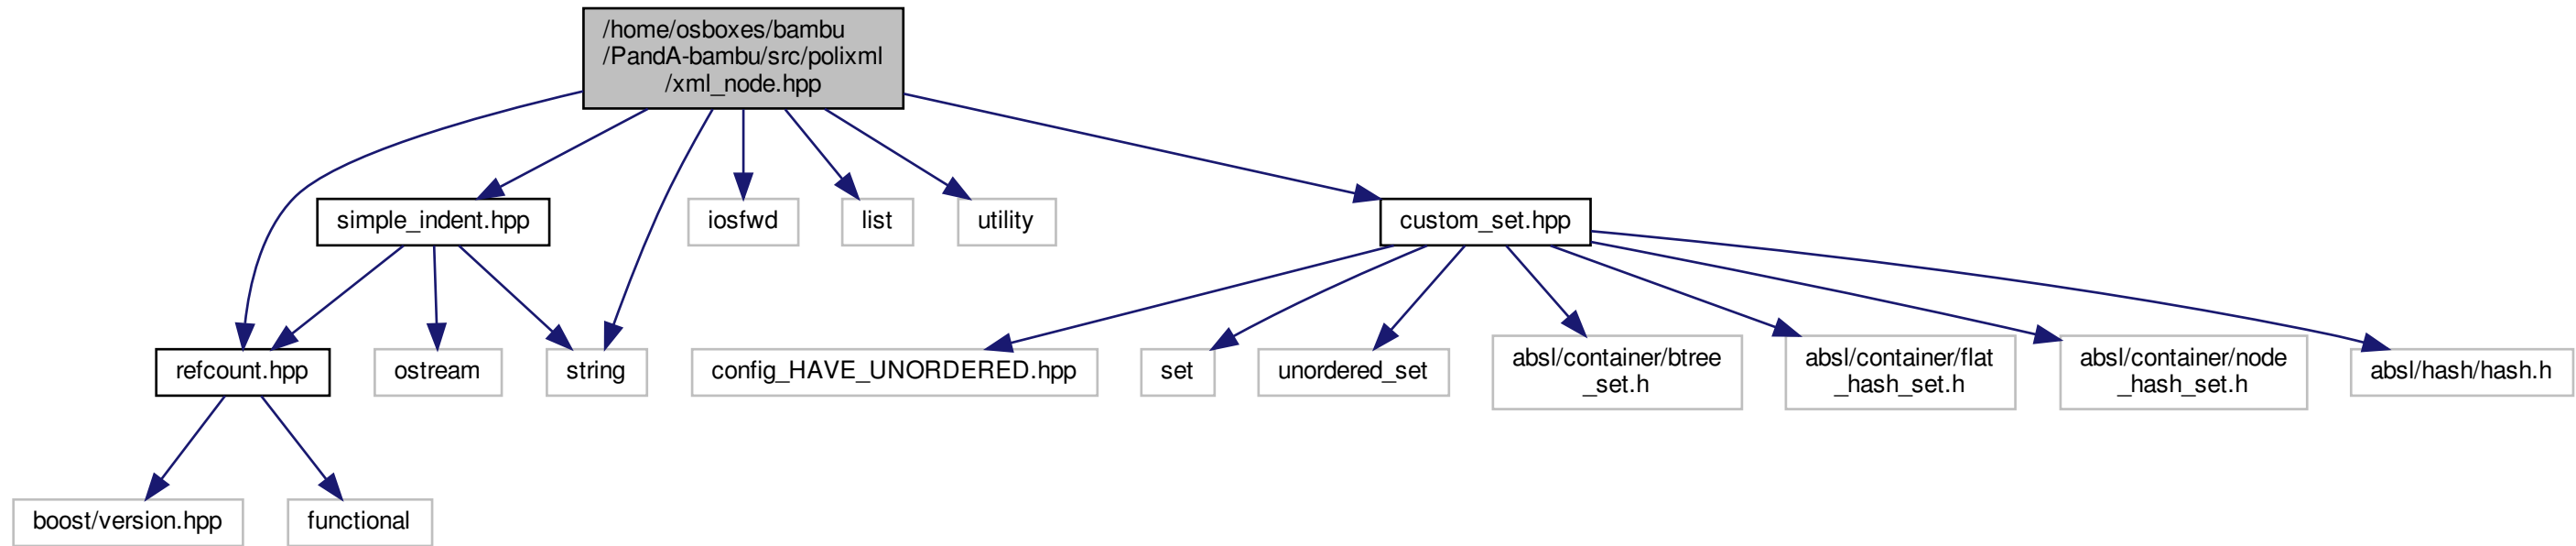 /home/osboxes/bambu
/PandA-bambu/src/polixml
/xml_node.hpp
simple_indent.hpp
iosfwd
list
utility
custom_set.hpp
refcount.hpp
ostream
string
config_HAVE_UNORDERED.hpp
set
unordered_set
absl/container/btree
_set.h
absl/container/flat
_hash_set.h
absl/container/node
_hash_set.h
absl/hash/hash.h
boost/version.hpp
functional